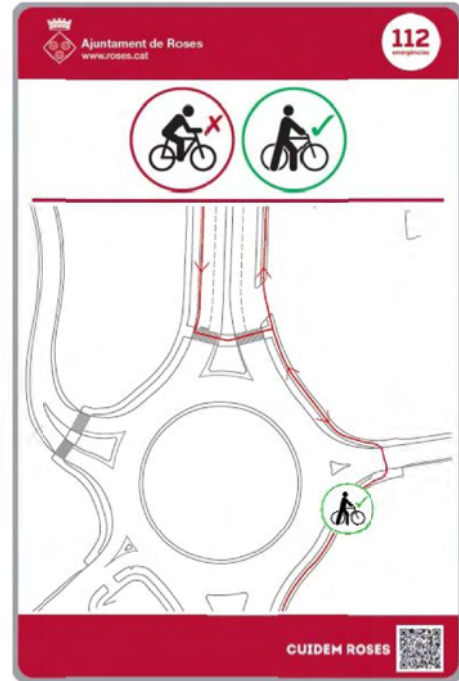 Ajuntament de Roses
www.roses.cat
112
emergències
CUIDEM ROSES